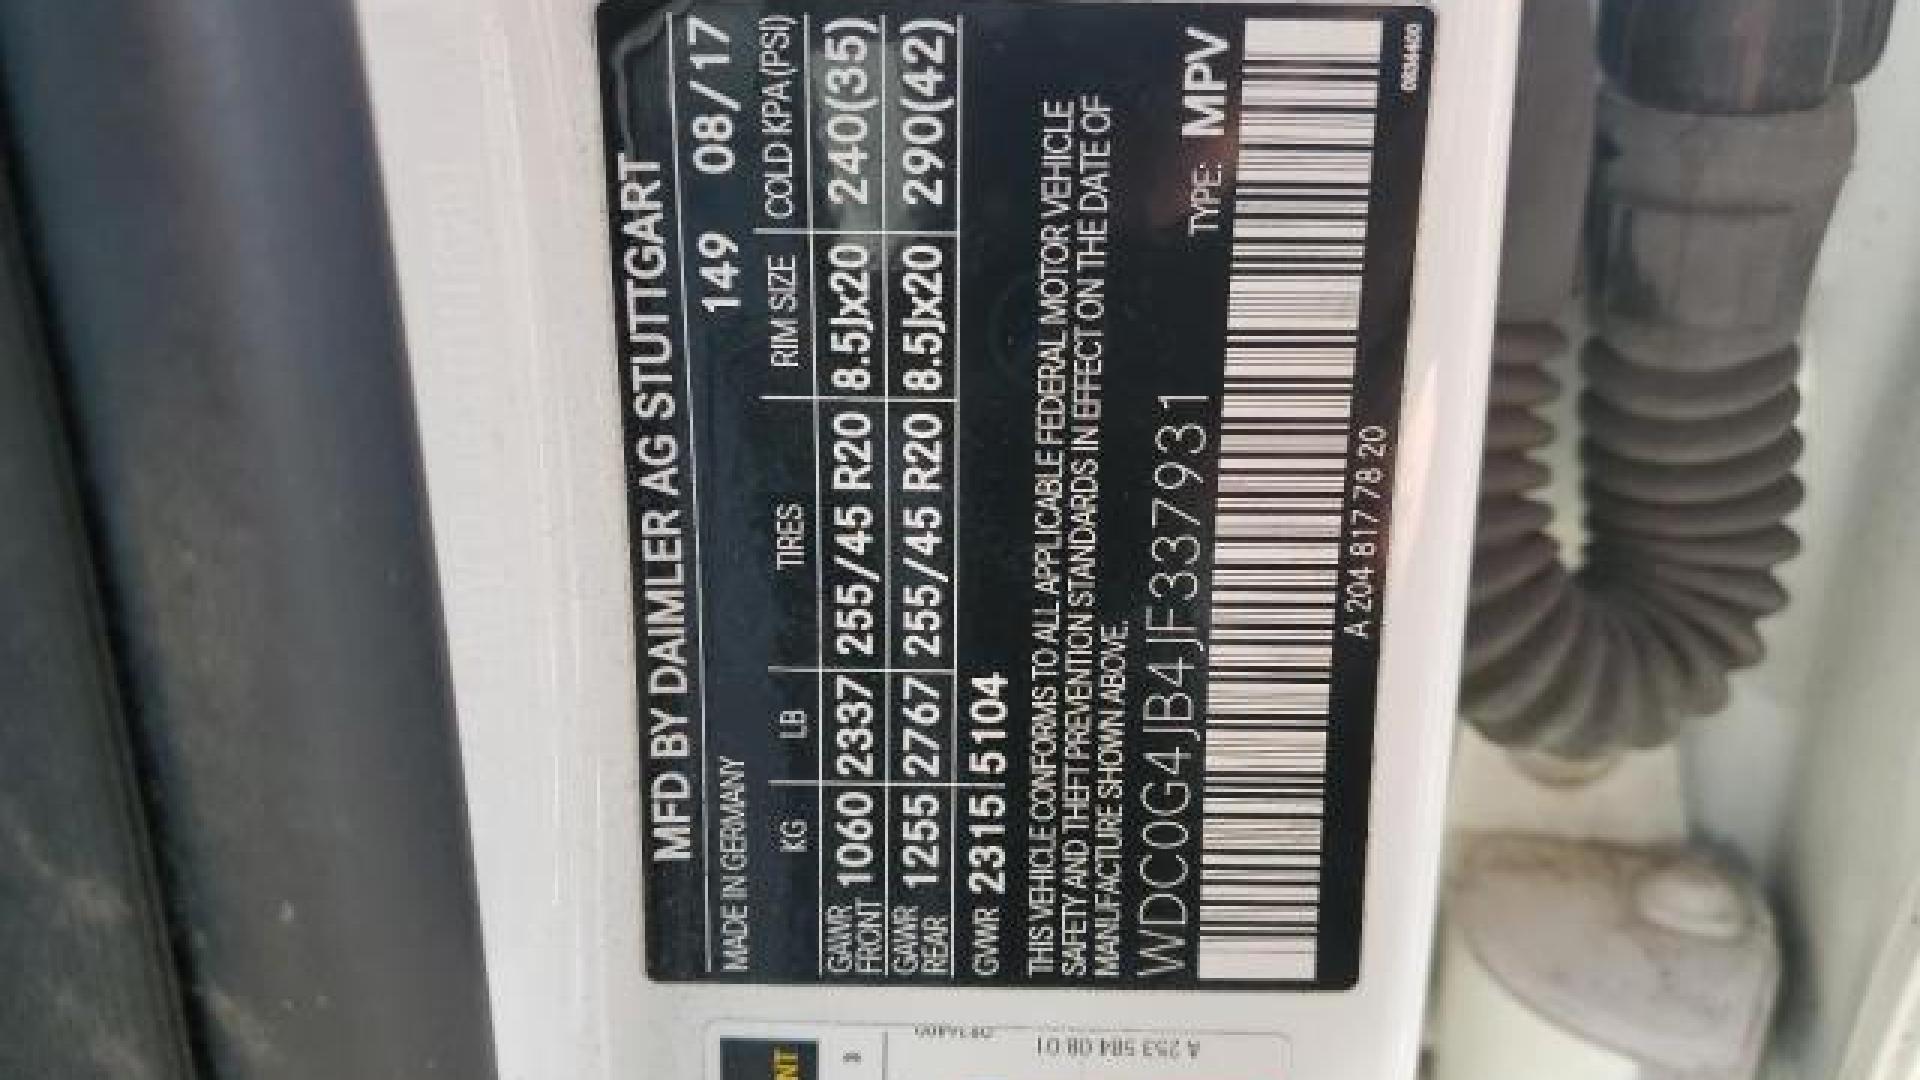 MFD BY DAIMLER AG STUTTGART
MADE IN GERMANY 149 08/17
KG LB TIRES RIM SIZE COLD KPA (PSI)
GAWR FRONT 1060 2337 255/45 R20 8.5Jx20 240(35)
GAWR REAR 1255 2767 255/45 R20 8.5Jx20 290(42)
GVWR 2315 5104
THIS VEHICLE CONFORMS TO ALL APPLICABLE FEDERAL MOTOR VEHICLE
SAFETY AND THEFT PREVENTION STANDARDS IN EFFECT ON THE DATE OF
MANUFACTURE SHOWN ABOVE.
WDC0G4JB4JF337931 TYPE: MPV
A 204 817 78 20
A 253 584 08 01